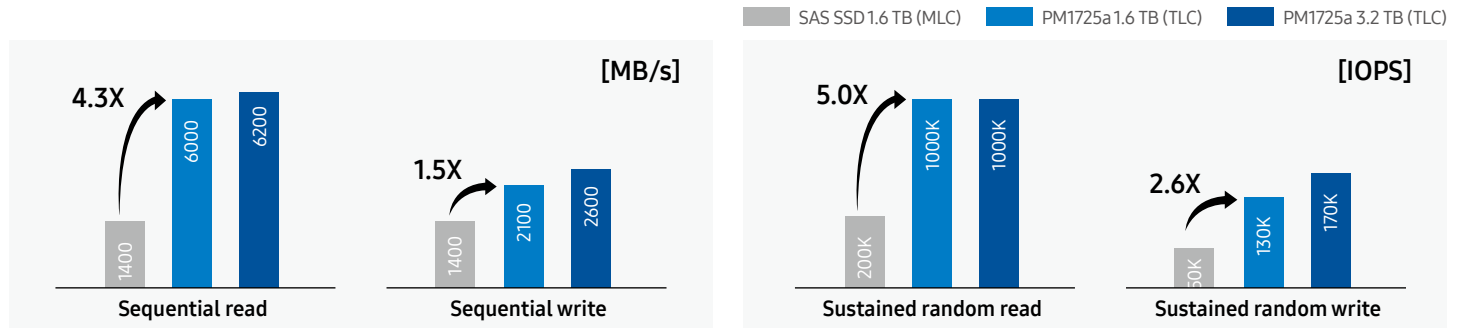 SAS SSD 1.6 TB (MLC) PM1725a 1.6 TB (TLC) PM1725a 3.2 TB (TLC)
[MB/s]
4.3X
1400
6000
6200
Sequential read
1.5X
1400
2100
2600
Sequential write
[IOPS]
5.0X
200K
1000K
1000K
Sustained random read
2.6X
50K
130K
170K
Sustained random write